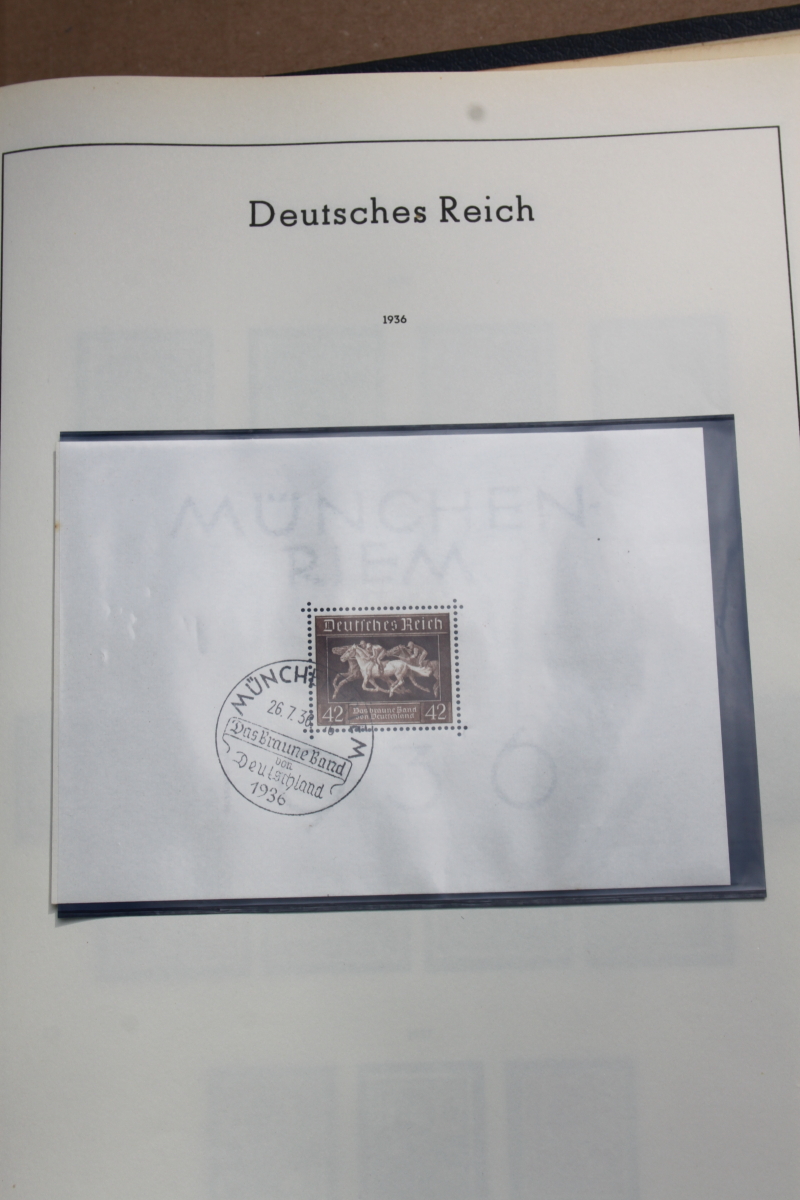 Deutsches Reich
1936
MÜNCHEN
RIEM
Deutsches Reich
42 Das Braune Band 42
von Deutschland
MÜNCH M
26.7.36
Das Braune Band
von
Deutschland
1936